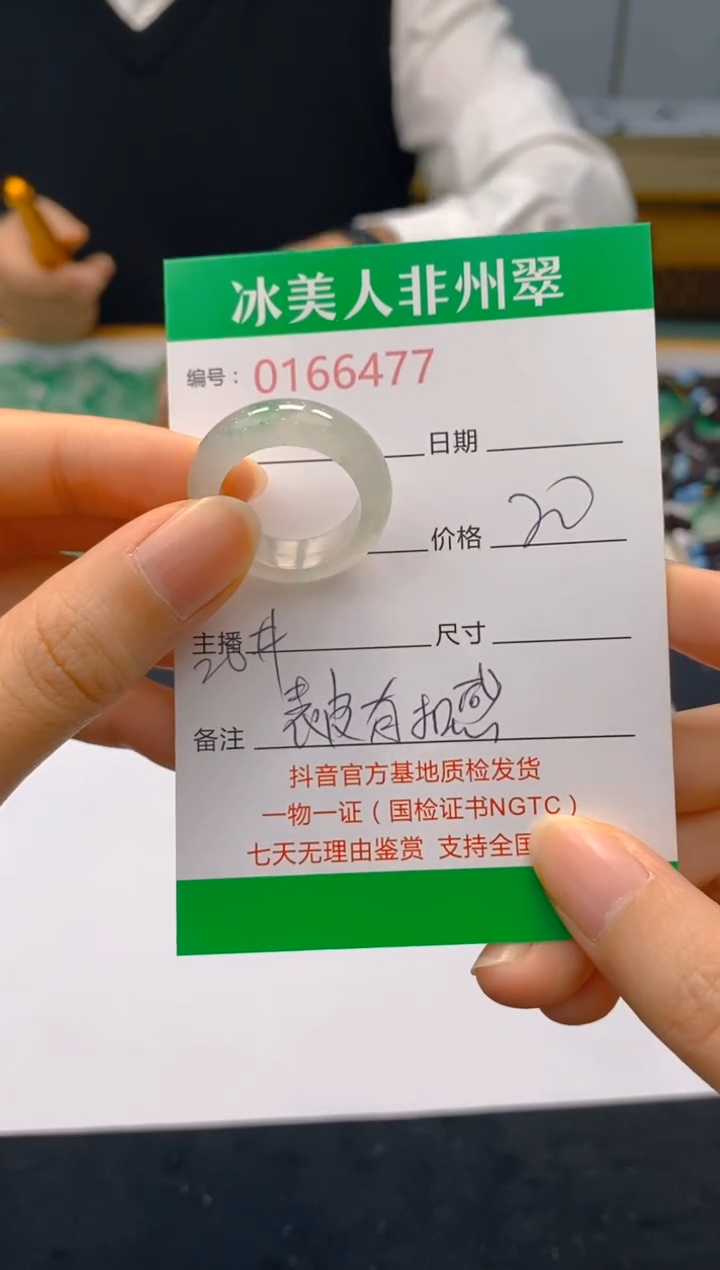 冰美人非州翠
编号：0166477
日期
价格 20
主播 尺寸
26#
备注 表皮有扣感
抖音官方基地质检发货
一物一证（国检证书NGTC）
七天无理由鉴赏 支持全国